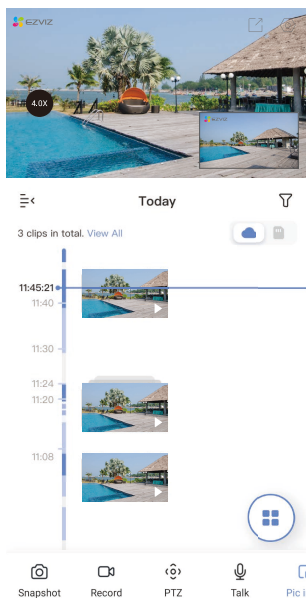 EZVIZ
4.0X
EZVIZ
Today
3 clips in total. View All
11:45:21
11:40
11:30
11:24
11:20
11:08
Snapshot
Record
PTZ
Talk
Pic